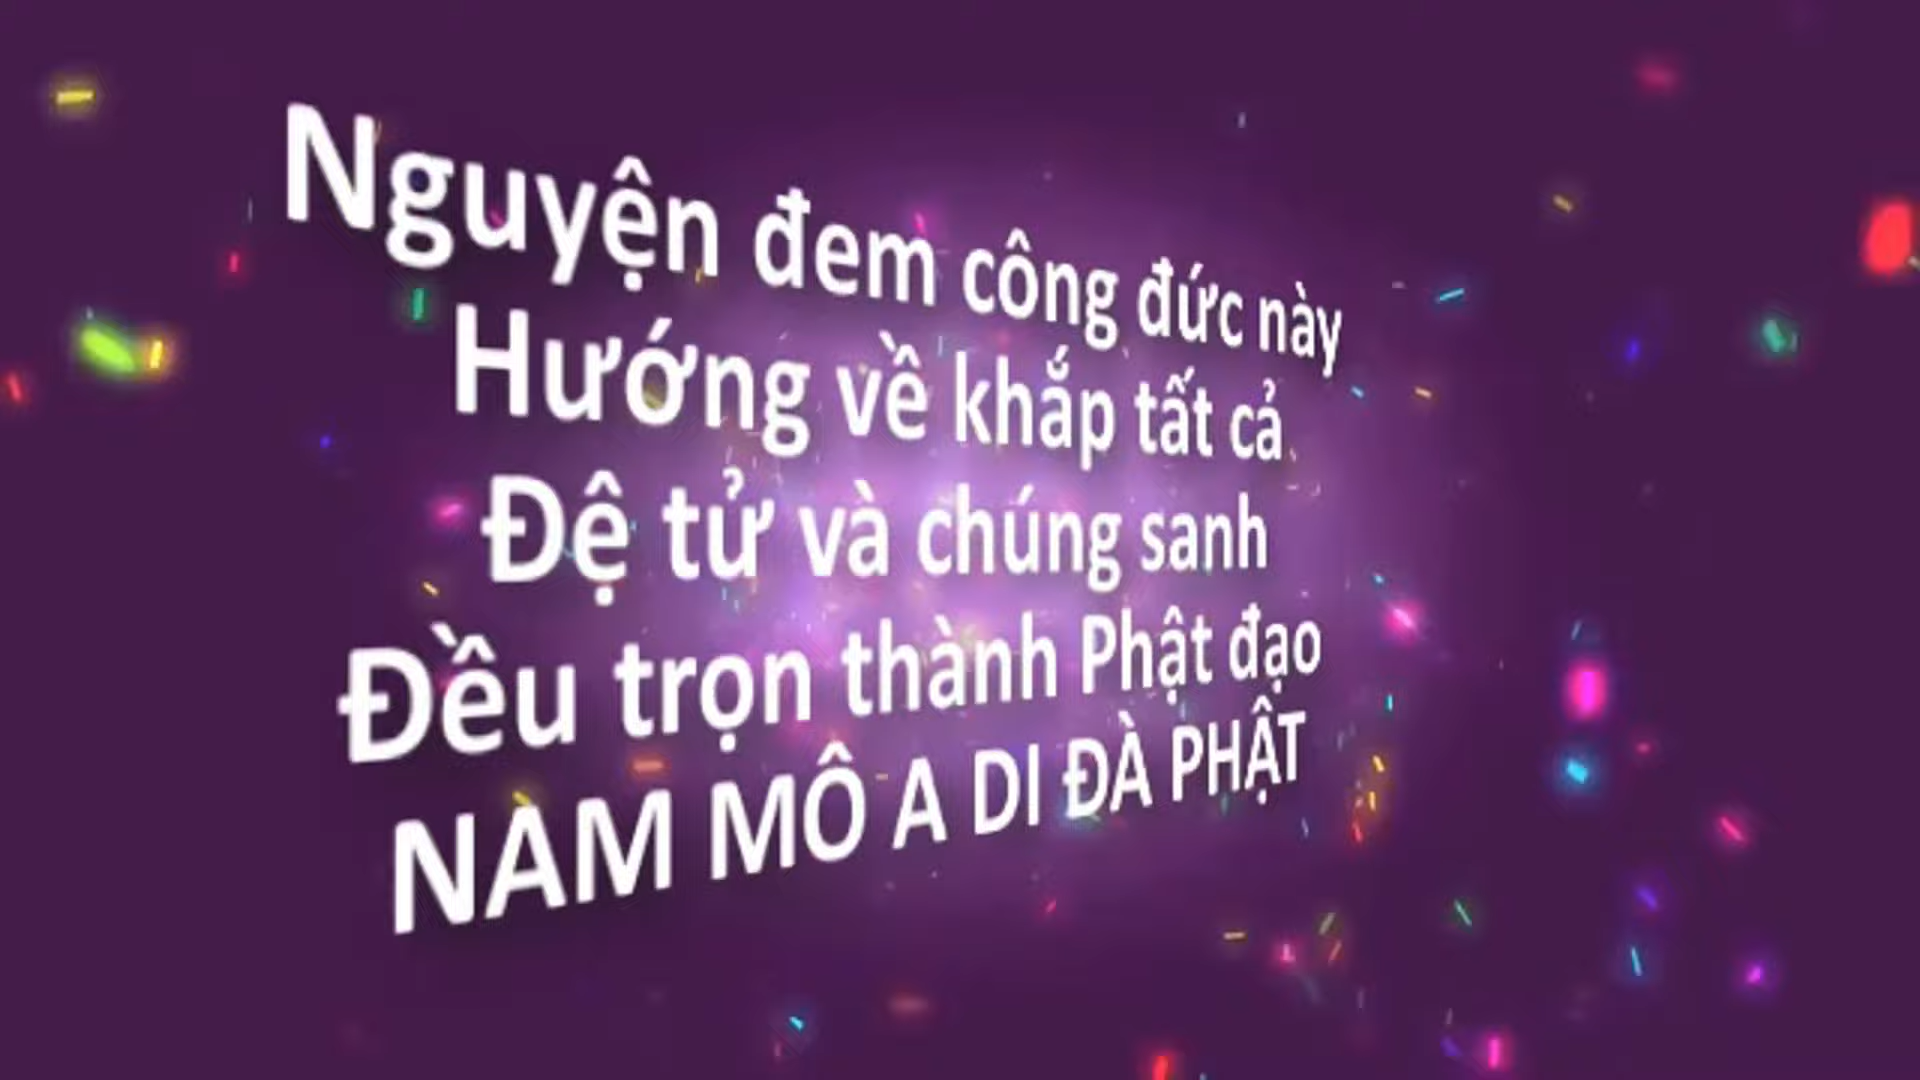 Nguyện đem công đức này
Hướng về khắp tất cả
Đệ tử và chúng sanh
Đều trọn thành Phật đạo
NAM MÔ A DI ĐÀ PHẬT